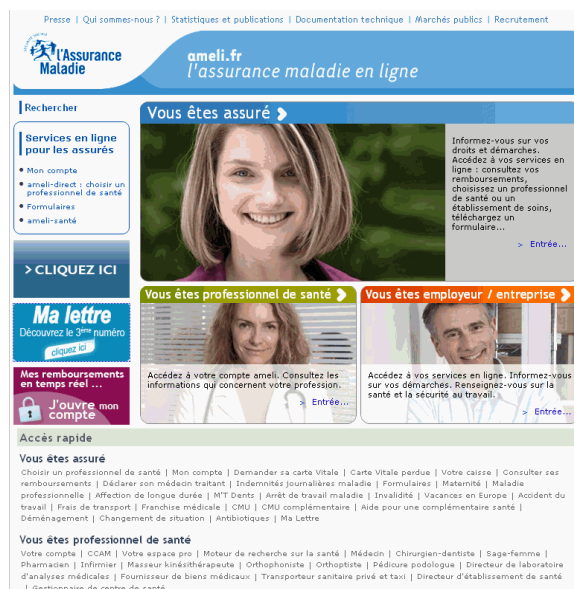 Presse | Qui sommes-nous ? | Statistiques et publications | Documentation technique | Marchés publics | Recrutement
l'Assurance
Maladie
ameli.fr
l'assurance maladie en ligne
Rechercher
Services en ligne
pour les assurés
Mon compte
ameli-direct : choisir un
professionnel de santé
Formulaires
ameli-santé
> CLIQUEZ ICI
Ma lettre
Découvrez le 3ème numéro
cliquez ici
Mes remboursements
en temps réel ...
J'ouvre mon
compte
Vous êtes assuré
Informez-vous sur vos
droits et démarches.
Accédez à vos services en
ligne : consultez vos
remboursements,
choisissez un professionnel
de santé ou un
établissement de soins,
téléchargez un
formulaire...
> Entrée...
Vous êtes professionnel de santé
Accédez à votre compte ameli. Consultez les
informations qui concernent votre profession.
> Entrée...
Vous êtes employeur / entreprise
Accédez à vos services en ligne. Informez-vous
sur vos démarches. Renseignez-vous sur la
santé et la sécurité au travail.
> Entrée...
Accès rapide
Vous êtes assuré
Choisir un professionnel de santé | Mon compte | Demander sa carte Vitale | Carte Vitale perdue | Votre caisse | Consulter ses
remboursements | Déclarer son médecin traitant | Indemnités journalières maladie | Formulaires | Maternité | Maladie
professionnelle | Affection de longue durée | M'T Dents | Arrêt de travail maladie | Invalidité | Vacances en Europe | Accident du
travail | Frais de transport | Franchise médicale | CMU | CMU complémentaire | Aide pour une complémentaire santé |
Déménagement | Changement de situation | Antibiotiques | Ma Lettre
Vous êtes professionnel de santé
Votre compte | CCAM | Votre espace pro | Moteur de recherche sur la santé | Médecin | Chirurgien-dentiste | Sage-femme |
Pharmacien | Infirmier | Masseur kinésithérapeute | Orthophoniste | Orthoptiste | Pédicure podologue | Directeur de laboratoire
d'analyses médicales | Fournisseur de biens médicaux | Transporteur sanitaire privé et taxi | Directeur d'établissement de santé
| Gestionnaire de centre de santé